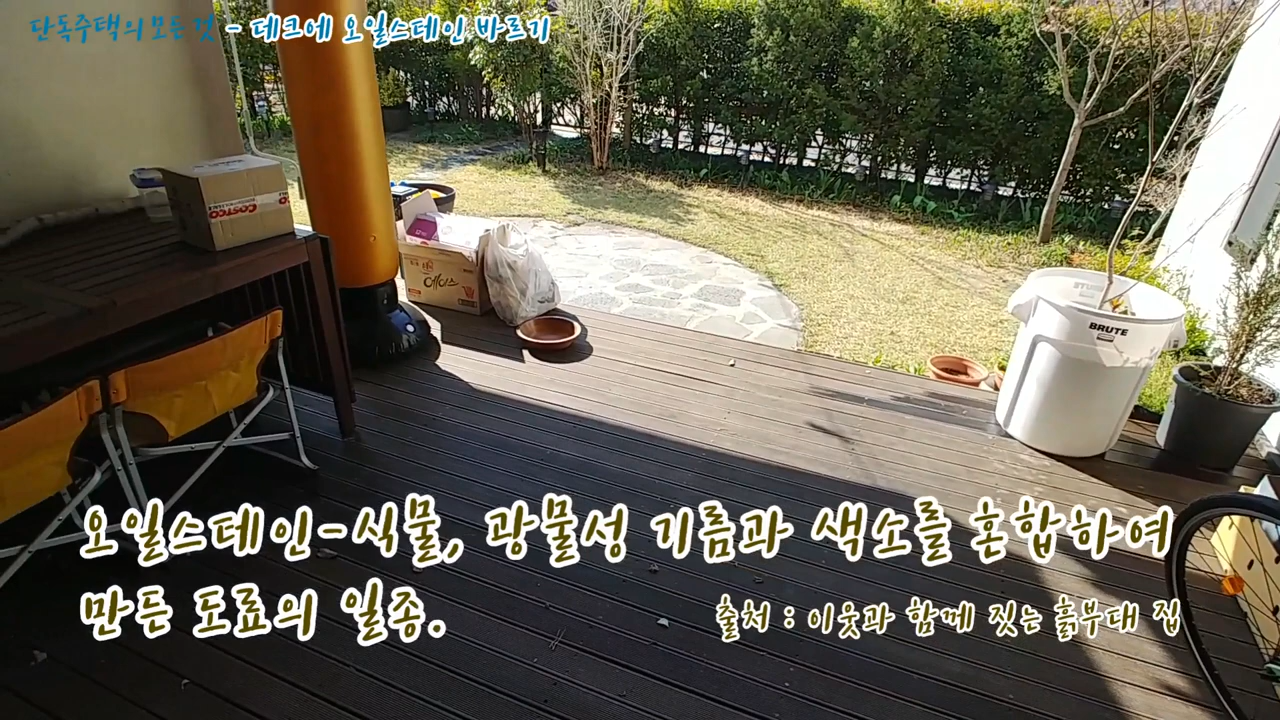 단독주택의 모든 것 - 데크에 오일스테인 바르기
COSTCO
에이스
BRUTE
오일스테인-식물, 광물성 기름과 색소를 혼합하여
만든 도료의 일종.
출처 : 이웃과 함께 짓는 흙부대 집